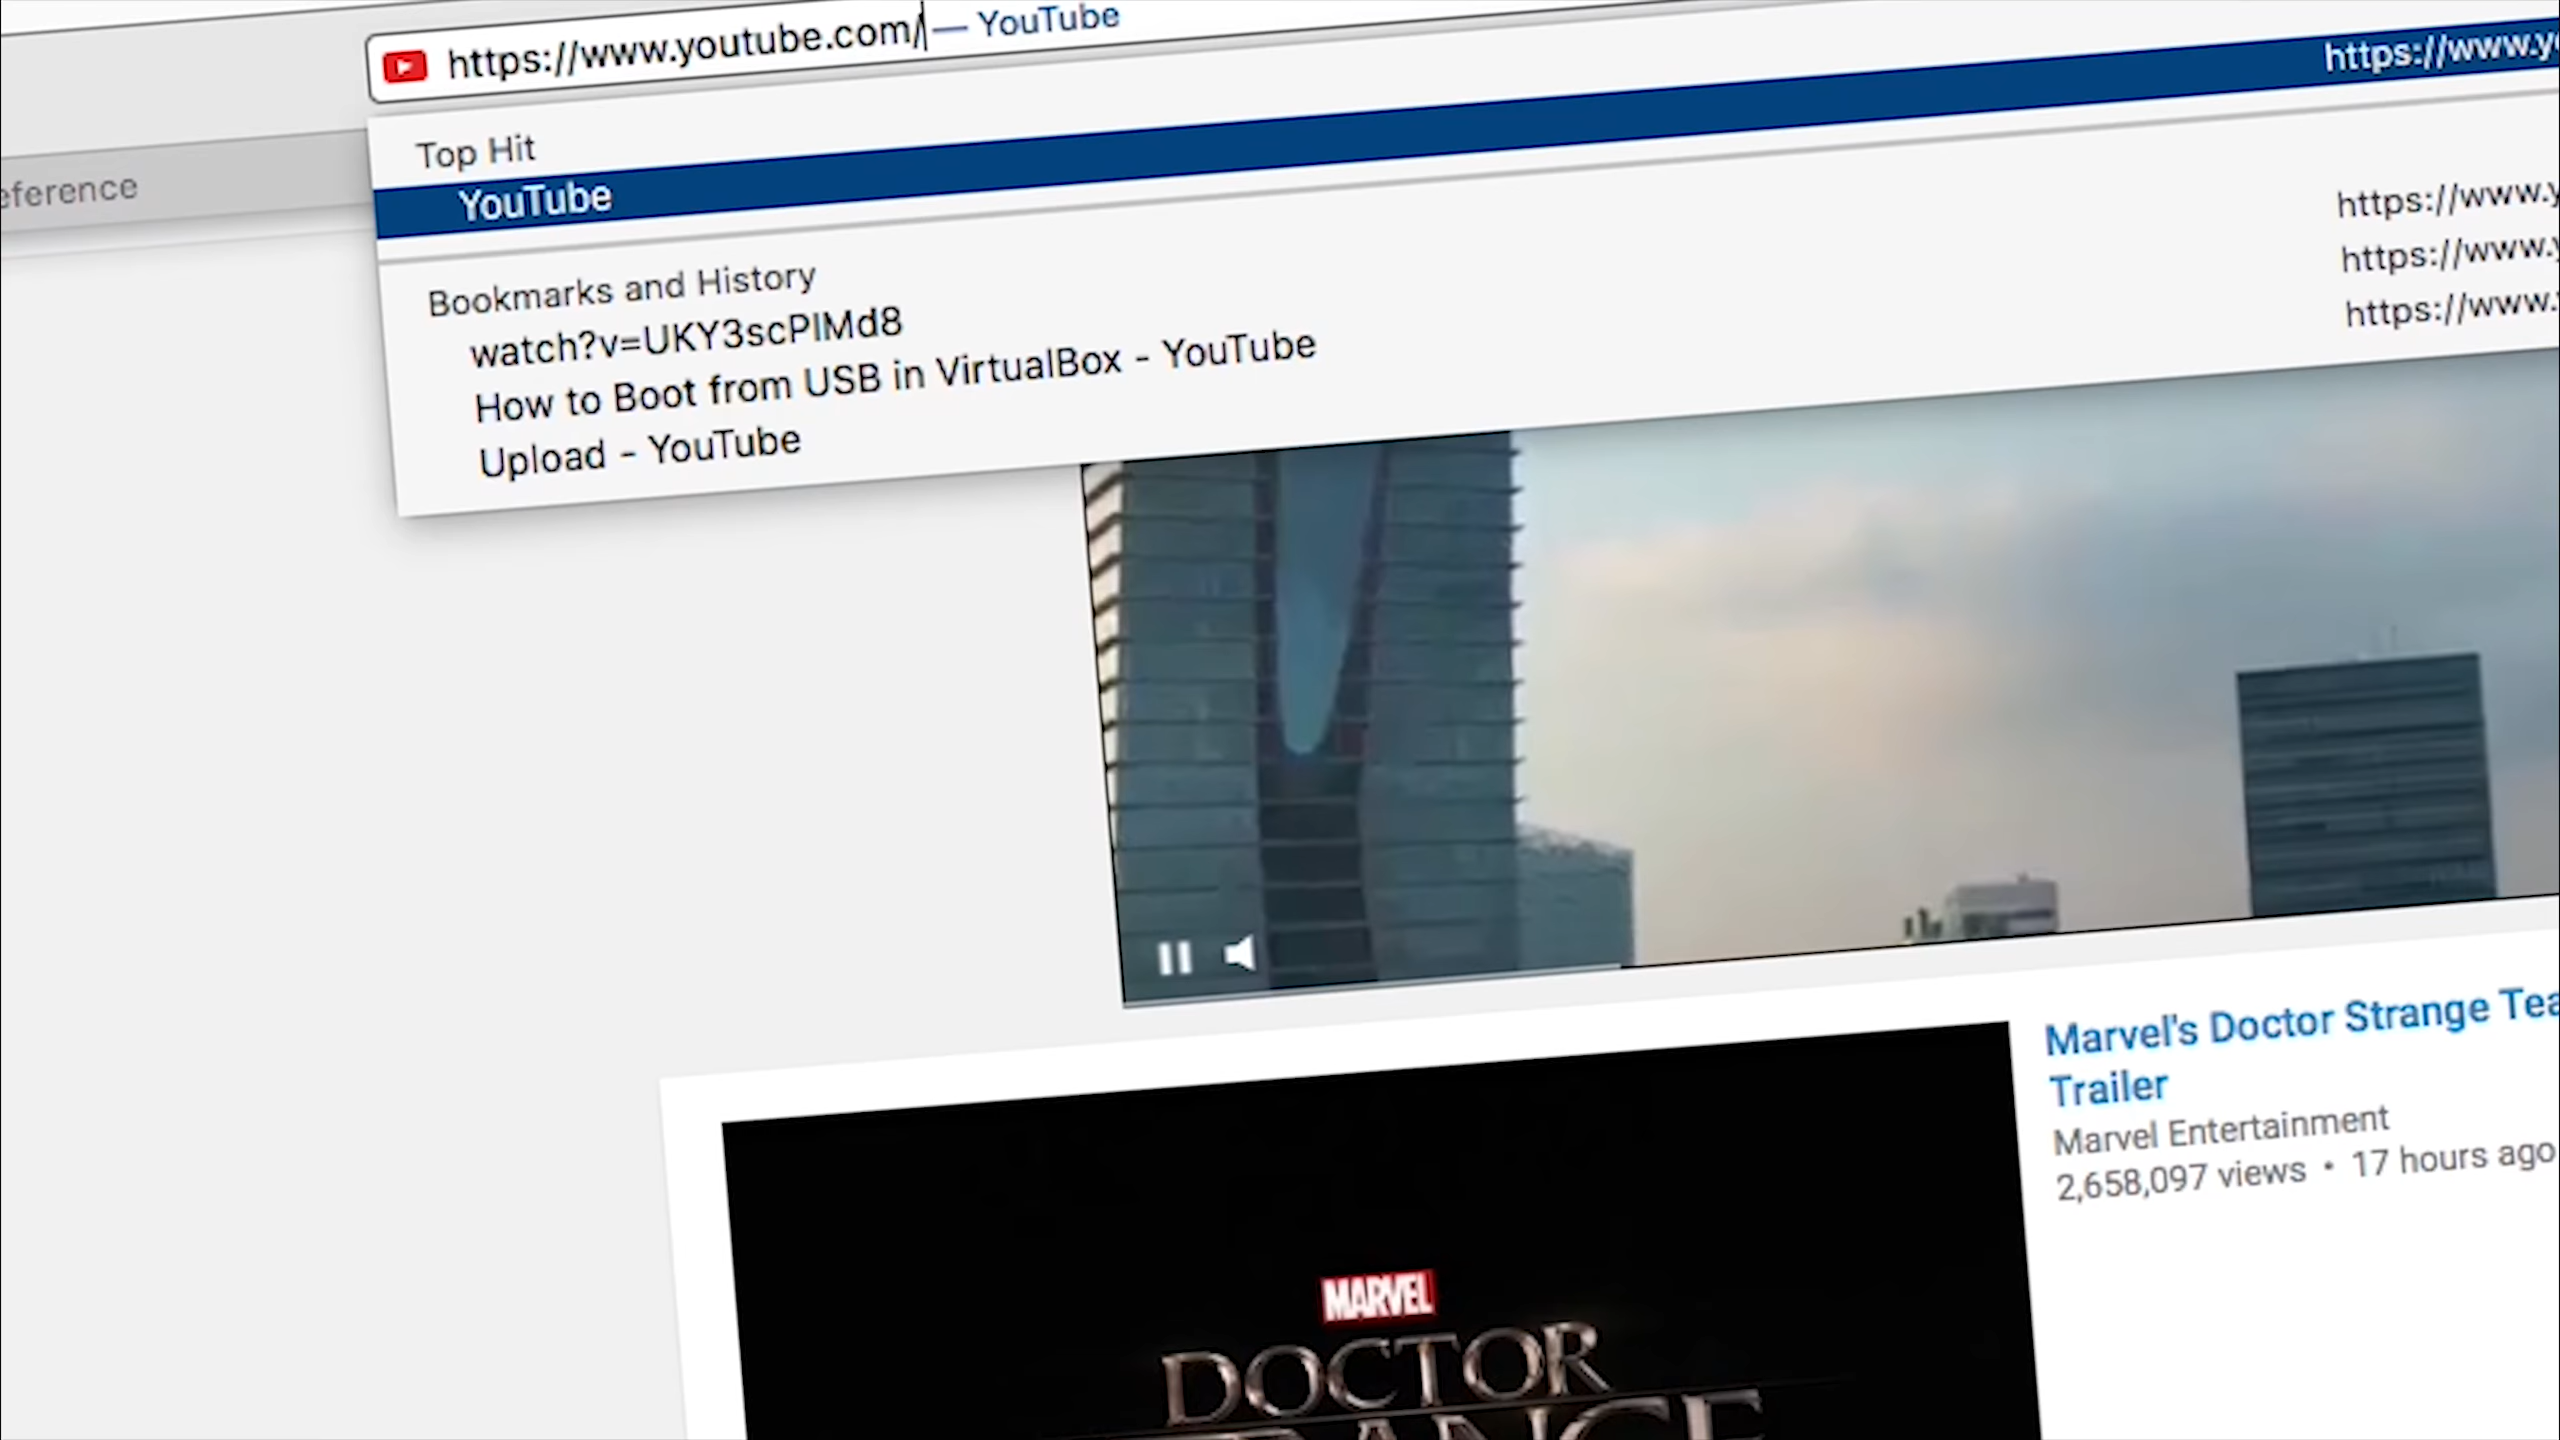 https://www.youtube.com/ — YouTube
https://www.y
Top Hit
YouTube
eference
https://www.y
https://www.y
https://www.
Bookmarks and History
watch?v=UKY3scPIMd8
How to Boot from USB in VirtualBox - YouTube
Upload - YouTube
Marvel's Doctor Strange Tea
Trailer
Marvel Entertainment
2,658,097 views • 17 hours ago
MARVEL
DOCTOR